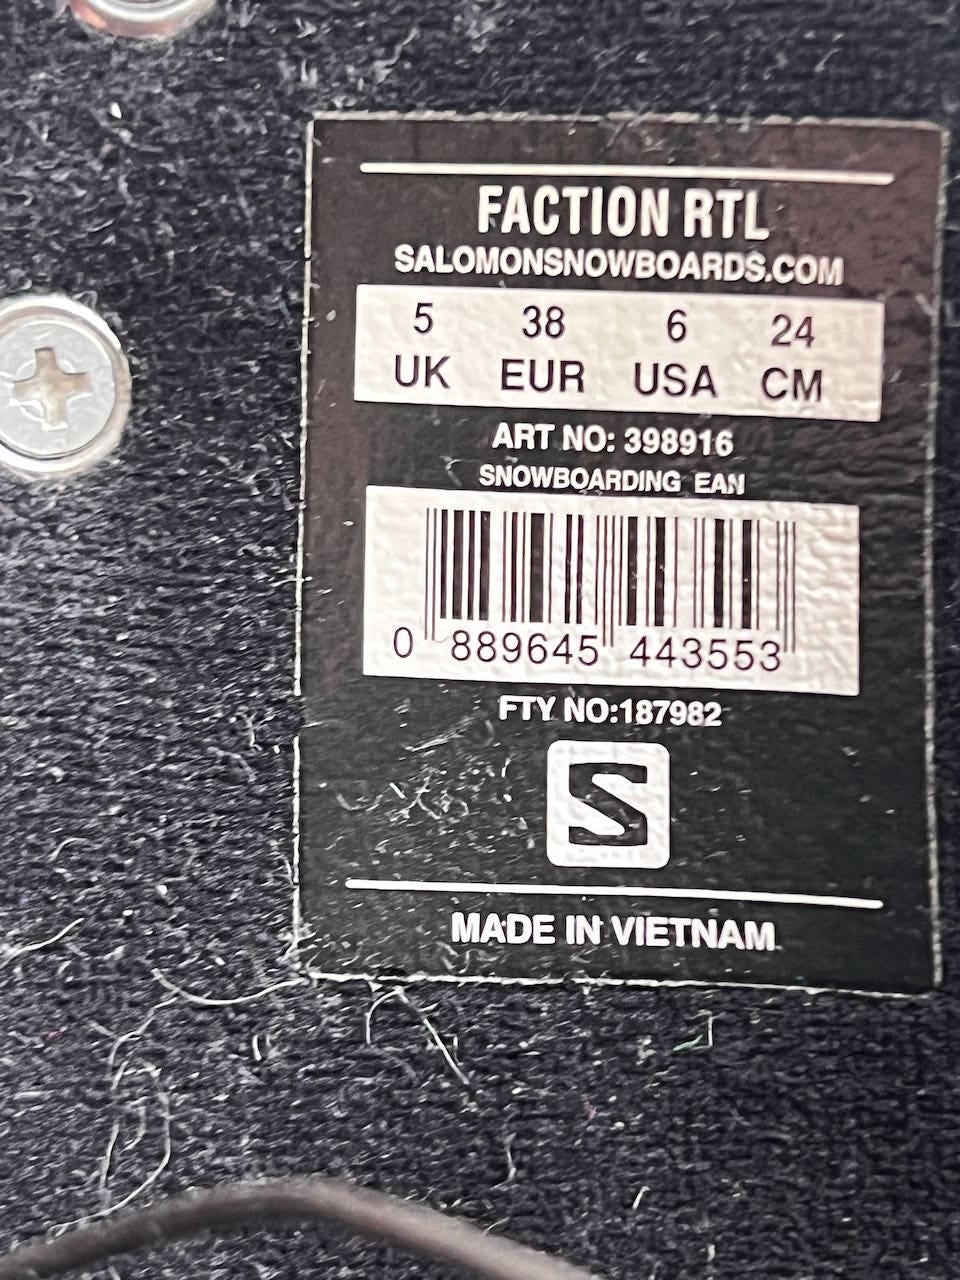 FACTION RTL
SALOMONSNOWBOARDS.COM
5 38 6 24
UK EUR USA CM
ART NO: 398916
SNOWBOARDING EAN
0 889645 443553
FTY NO:187982
S
MADE IN VIETNAM